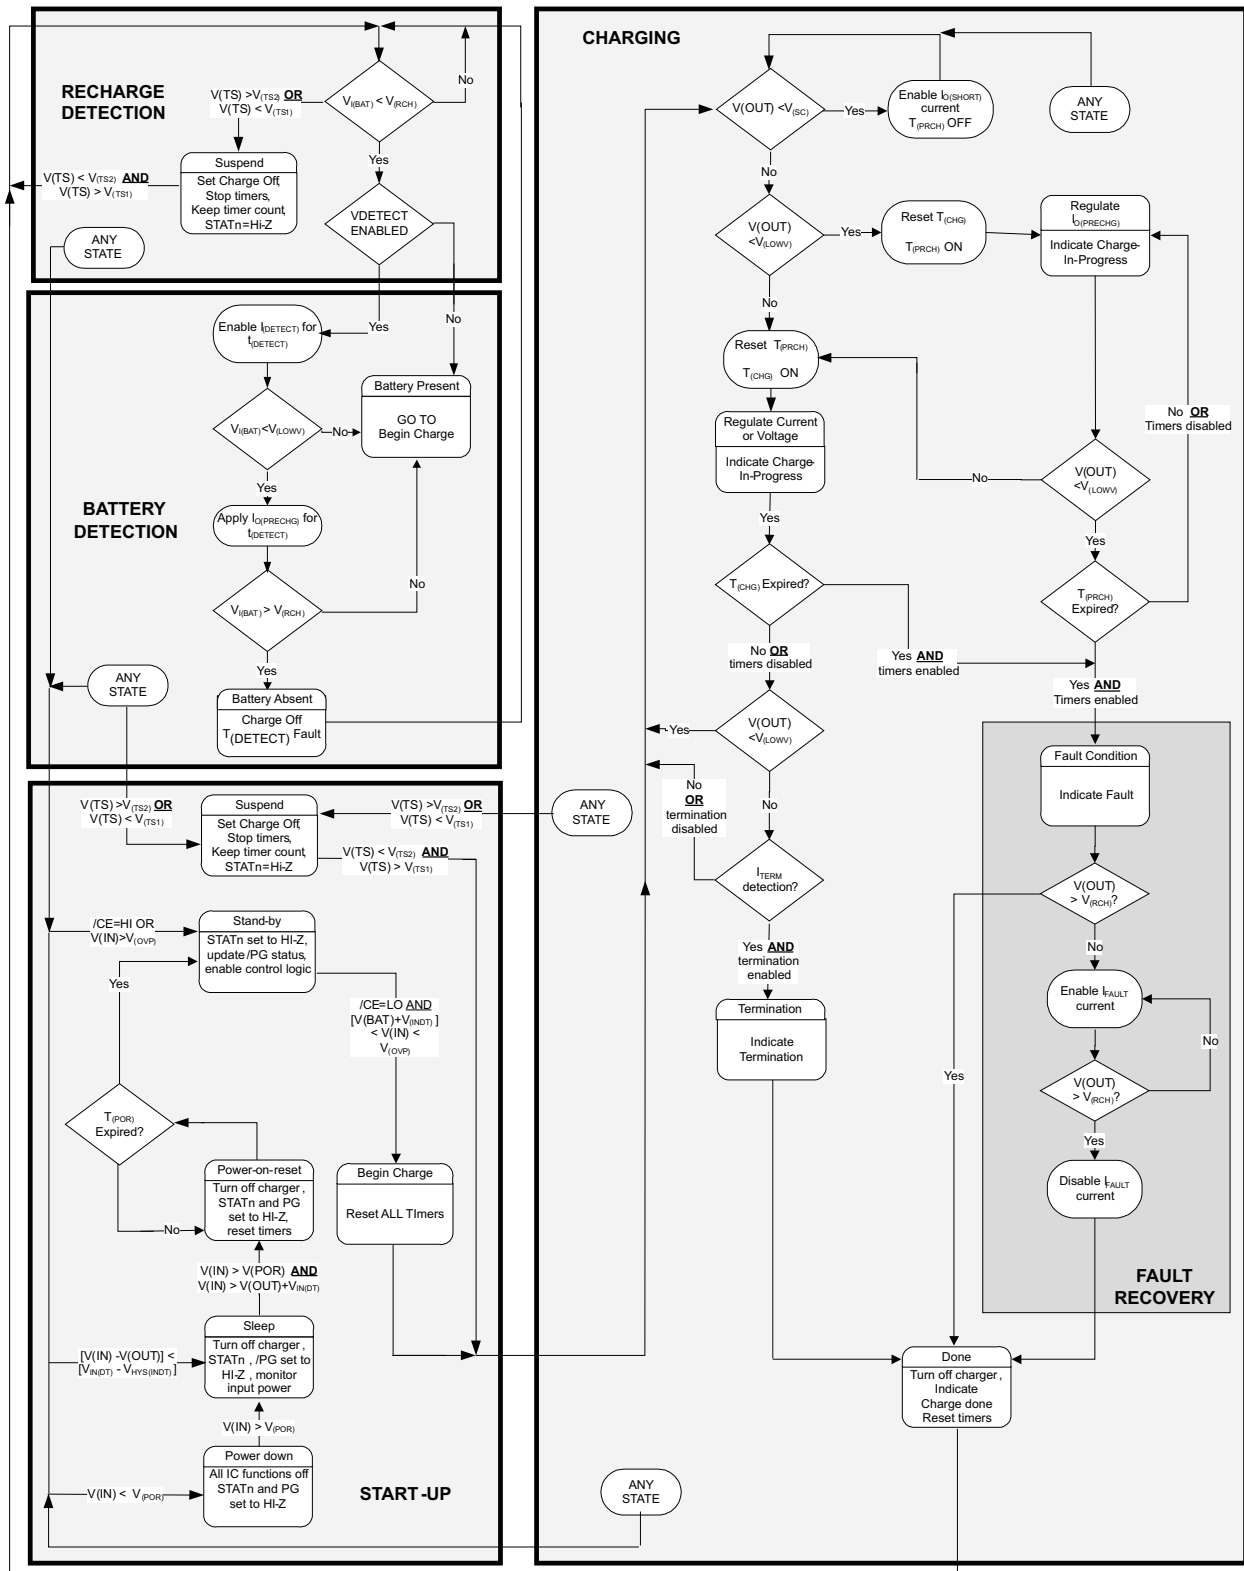 RECHARGE
DETECTION
V(TS) >V(TS2) OR
V(TS) < V(TS1)
VI(BAT) < V(RCH)
No
Yes
Suspend
Set Charge Off,
Stop timers,
Keep timer count,
STATn=Hi-Z
V(TS) < V(TS2) AND
V(TS) > V(TS1)
VDETECT
ENABLED
ANY
STATE
Yes
No
BATTERY
DETECTION
Enable I(DETECT) for
t(DETECT)
VI(BAT)<V(LOWV)
No
Yes
Battery Present
GO TO
Begin Charge
Apply IO(PRECHG) for
t(DETECT)
VI(BAT) > V(RCH)
No
Yes
Battery Absent
Charge Off
T(DETECT) Fault
ANY
STATE
START-UP
V(TS) >V(TS2) OR
V(TS) < V(TS1)
Suspend
Set Charge Off,
Stop timers,
Keep timer count,
STATn=Hi-Z
V(TS) >V(TS2) OR
V(TS) < V(TS1)
V(TS) < V(TS2) AND
V(TS) > V(TS1)
/CE=HI OR
V(IN)>V(OVP)
Stand-by
STATn set to HI-Z,
update /PG status,
enable control logic
Yes
/CE=LO AND
[V(BAT)+V(INDT) ]
< V(IN) <
V(OVP)
T(POR)
Expired?
No
Power-on-reset
Turn off charger ,
STATn and PG
set to HI-Z,
reset timers
Begin Charge
Reset ALL TImers
V(IN) > V(POR) AND
V(IN) > V(OUT)+VIN(DT)
Sleep
Turn off charger ,
STATn , /PG set to
HI-Z , monitor
input power
[V(IN) -V(OUT)] <
[VIN(DT) - VHYS(INDT) ]
V(IN) > V(POR)
Power down
All IC functions off
STATn and PG
set to HI-Z
V(IN) < V(POR)
CHARGING
V(OUT) <V(SC)
Yes
Enable IO(SHORT)
current
T(PRCH) OFF
ANY
STATE
No
V(OUT)
<V(LOWV)
Yes
Reset T(CHG)
T(PRCH) ON
Regulate
IO(PRECHG)
Indicate Charge-
In-Progress
No
Reset T(PRCH)
T(CHG) ON
Regulate Current
or Voltage
Indicate Charge-
In-Progress
No
V(OUT)
<V(LOWV)
No OR
Timers disabled
Yes
Yes
T(CHG) Expired?
T(PRCH)
Expired?
No OR
timers disabled
Yes AND
timers enabled
Yes AND
Timers enabled
V(OUT)
<V(LOWV)
Yes
No
No
OR
termination
disabled
ITERM
detection?
ANY
STATE
Yes AND
termination
enabled
Termination
Indicate
Termination
Fault Condition
Indicate Fault
V(OUT)
> V(RCH)?
No
Yes
Enable IFAULT
current
No
V(OUT)
> V(RCH)?
Yes
Disable IFAULT
current
FAULT
RECOVERY
Done
Turn off charger ,
Indicate
Charge done
Reset timers
ANY
STATE